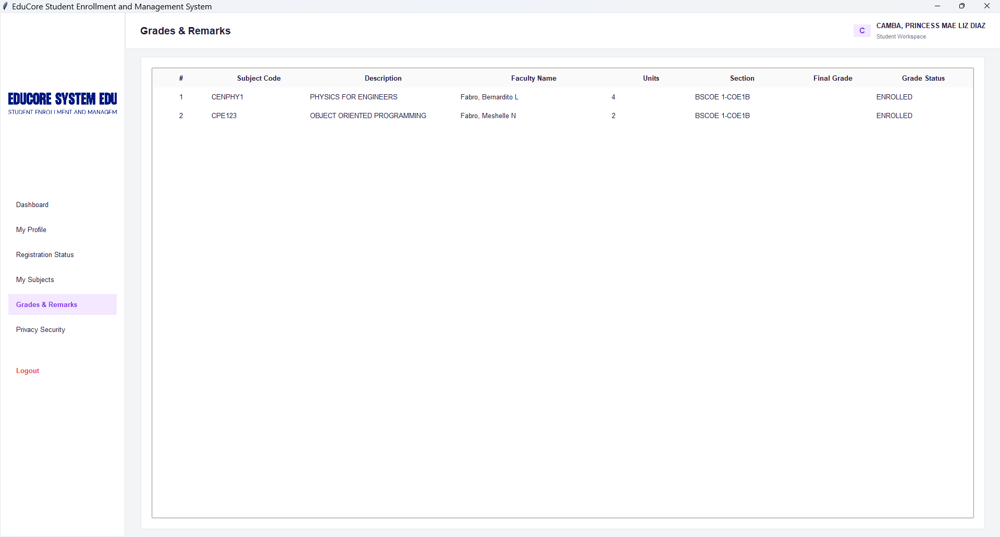 EduCore Student Enrollment and Management System
Grades & Remarks
C
CAMBA, PRINCESS MAE LIZ DIAZ
Student Workspace
EDUCORE SYSTEM EDU
STUDENT ENROLLMENT AND MANAGEM
Dashboard
My Profile
Registration Status
My Subjects
Grades & Remarks
Privacy Security
Logout
# Subject Code Description Faculty Name Units Section Final Grade Grade Status
1 CENPHY1 PHYSICS FOR ENGINEERS Fabro, Bernardito L 4 BSCOE 1-COE1B ENROLLED
2 CPE123 OBJECT ORIENTED PROGRAMMING Fabro, Meshelle N 2 BSCOE 1-COE1B ENROLLED